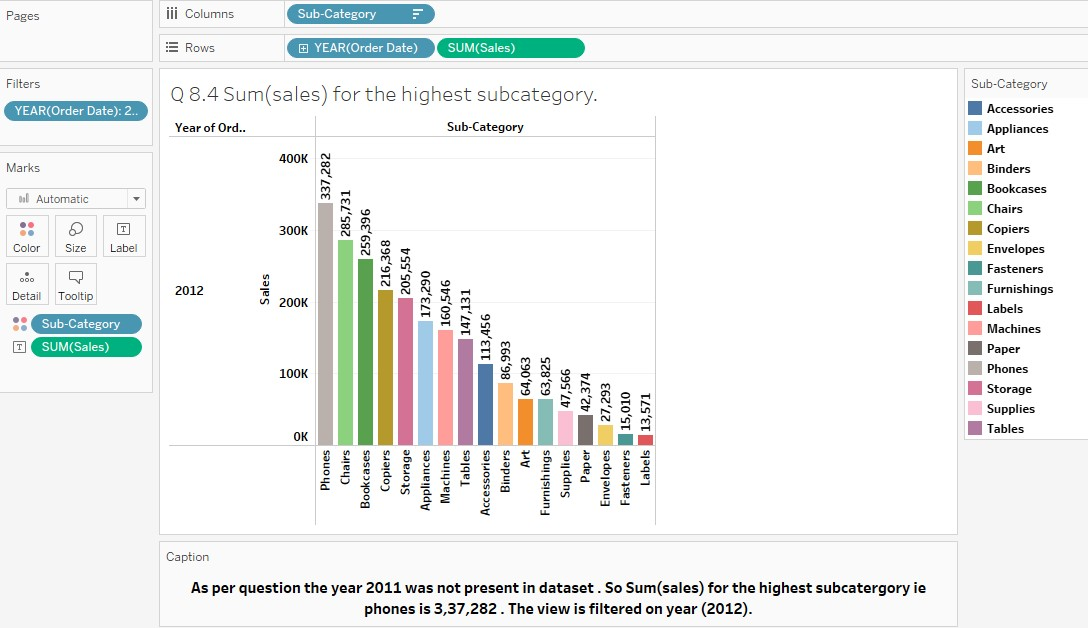 Pages
Columns
Sub-Category
Rows
YEAR(Order Date)
SUM(Sales)
Filters
YEAR(Order Date): 2..
Marks
Automatic
Color
Size
Label
Detail
Tooltip
Sub-Category
SUM(Sales)
Q 8.4 Sum(sales) for the highest subcategory.
Year of Ord..
Sub-Category
2012
Sales
400K
300K
200K
100K
0K
337,282
285,731
259,396
216,368
205,554
173,290
160,546
147,131
113,456
86,993
64,063
63,825
47,566
42,374
27,293
15,010
13,571
Phones
Chairs
Bookcases
Copiers
Storage
Appliances
Machines
Tables
Accessories
Binders
Art
Furnishings
Supplies
Paper
Envelopes
Fasteners
Labels
Caption
As per question the year 2011 was not present in dataset . So Sum(sales) for the highest subcatergory ie
phones is 3,37,282 . The view is filtered on year (2012).
Sub-Category
Accessories
Appliances
Art
Binders
Bookcases
Chairs
Copiers
Envelopes
Fasteners
Furnishings
Labels
Machines
Paper
Phones
Storage
Supplies
Tables